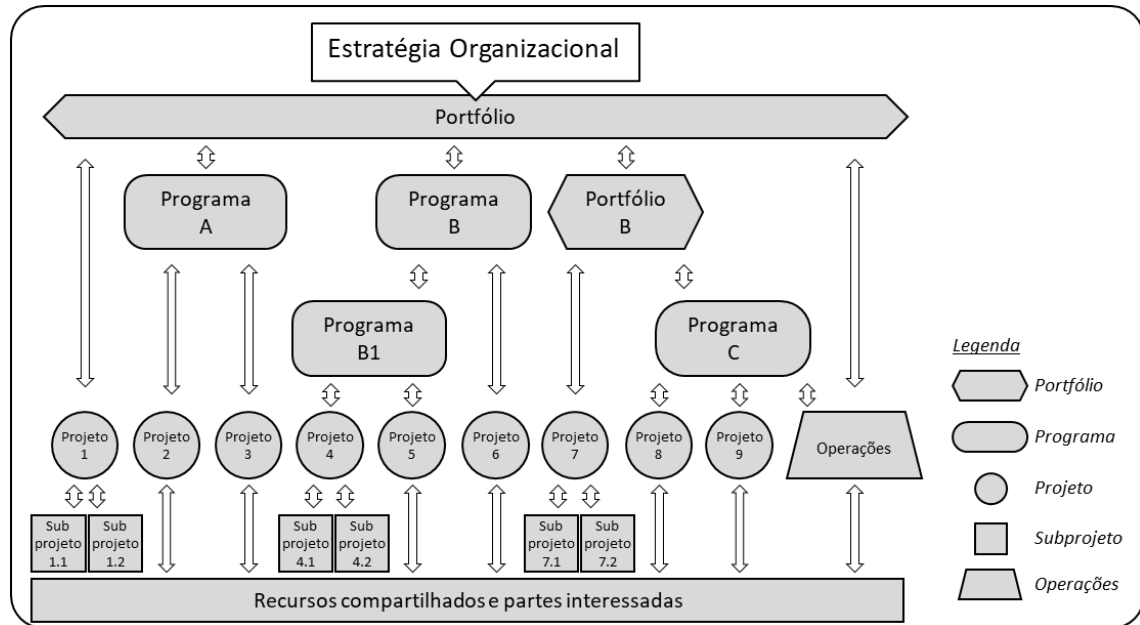 Estratégia Organizacional
Portfólio
Programa
A
Programa
B
Portfólio
B
Programa
B1
Programa
C
Legenda
Portfólio
Programa
Projeto
Subprojeto
Operações
Projeto
1
Projeto
2
Projeto
3
Projeto
4
Projeto
5
Projeto
6
Projeto
7
Projeto
8
Projeto
9
Operações
Sub
projeto
1.1
Sub
projeto
1.2
Sub
projeto
4.1
Sub
projeto
4.2
Sub
projeto
7.1
Sub
projeto
7.2
Recursos compartilhados e partes interessadas